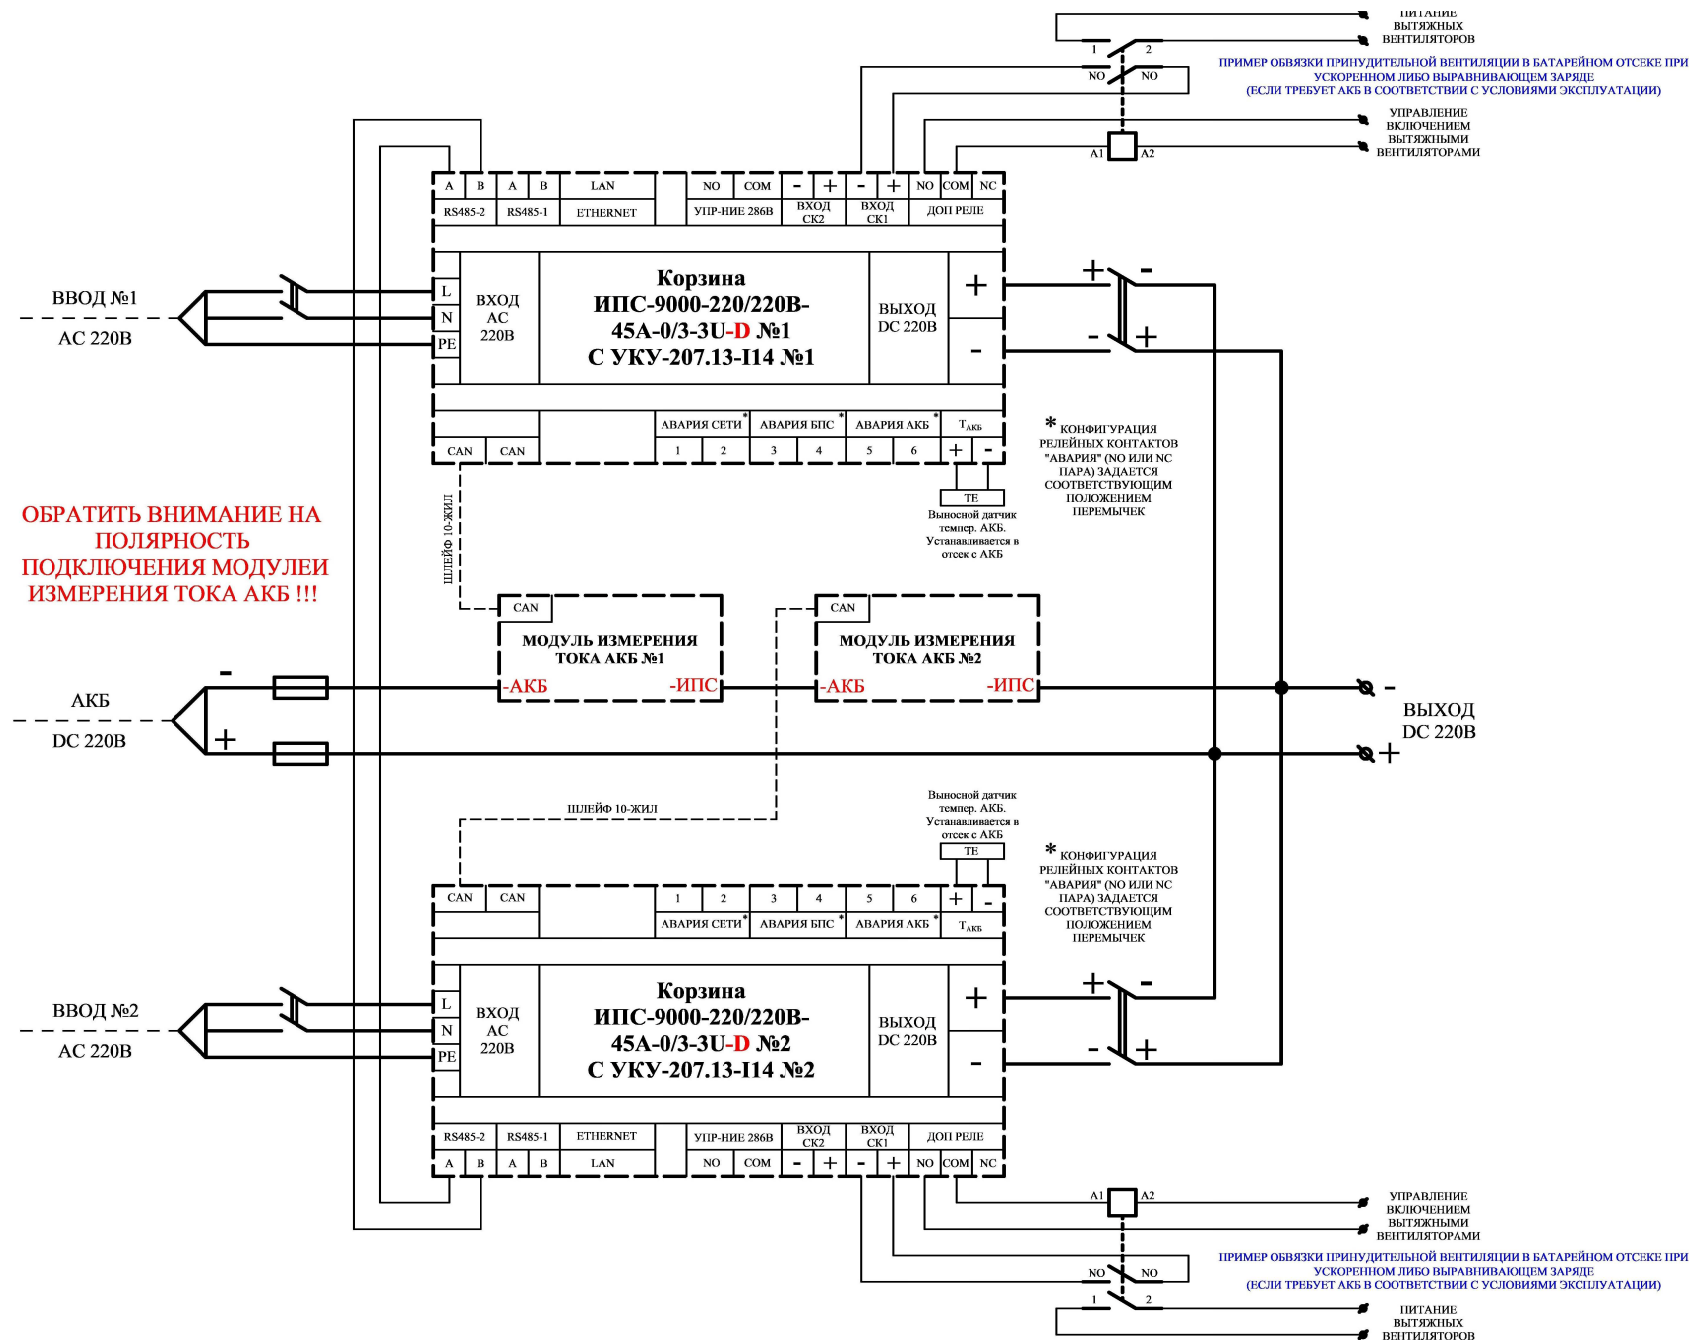 ПИТАНИЕ
ВЫТЯЖНЫХ
ВЕНТИЛЯТОРОВ
1 2
NO NO
ПРИМЕР ОБВЯЗКИ ПРИНУДИТЕЛЬНОЙ ВЕНТИЛЯЦИИ В БАТАРЕЙНОМ ОТСЕКЕ ПРИ
УСКОРЕННОМ ЛИБО ВЫРАВНИВАЮЩЕМ ЗАРЯДЕ
(ЕСЛИ ТРЕБУЕТ АКБ В СООТВЕТСТВИИ С УСЛОВИЯМИ ЭКСПЛУАТАЦИИ)
УПРАВЛЕНИЕ
ВКЛЮЧЕНИЕМ
ВЫТЯЖНЫМИ
ВЕНТИЛЯТОРАМИ
A1 A2
A B A B LAN NO COM - + - + NO COM NC
RS485-2 RS485-1 ETHERNET УПР-НИЕ 286В ВХОД СК2 ВХОД СК1 ДОП РЕЛЕ
ВВОД №1
АС 220В
L
N
PE
ВХОД
АС
220В
Корзина
ИПС-9000-220/220В-
45А-0/3-3U-D №1
С УКУ-207.13-I14 №1
ВЫХОД
DC 220В
+
-
+ -
- +
АВАРИЯ СЕТИ* АВАРИЯ БПС* АВАРИЯ АКБ* TАКБ
CAN CAN 1 2 3 4 5 6 + -
TE
Выносной датчик
темпер. АКБ.
Устанавливается в
отсек с АКБ
* КОНФИГУРАЦИЯ
РЕЛЕЙНЫХ КОНТАКТОВ
"АВАРИЯ" (NO ИЛИ NC
ПАРА) ЗАДАЕТСЯ
СООТВЕТСТВУЮЩИМ
ПОЛОЖЕНИЕМ
ПЕРЕМЫЧЕК
ШЛЕЙФ 10-ЖИЛ
ОБРАТИТЬ ВНИМАНИЕ НА
ПОЛЯРНОСТЬ
ПОДКЛЮЧЕНИЯ МОДУЛЕЙ
ИЗМЕРЕНИЯ ТОКА АКБ !!!
CAN
МОДУЛЬ ИЗМЕРЕНИЯ
ТОКА АКБ №1
-АКБ -ИПС
CAN
МОДУЛЬ ИЗМЕРЕНИЯ
ТОКА АКБ №2
-АКБ -ИПС
АКБ
DC 220В
-
+
-
ВЫХОД
DC 220В
+
ШЛЕЙФ 10-ЖИЛ
Выносной датчик
темпер. АКБ.
Устанавливается в
отсек с АКБ
TE
* КОНФИГУРАЦИЯ
РЕЛЕЙНЫХ КОНТАКТОВ
"АВАРИЯ" (NO ИЛИ NC
ПАРА) ЗАДАЕТСЯ
СООТВЕТСТВУЮЩИМ
ПОЛОЖЕНИЕМ
ПЕРЕМЫЧЕК
CAN CAN 1 2 3 4 5 6 + -
АВАРИЯ СЕТИ* АВАРИЯ БПС* АВАРИЯ АКБ* TАКБ
ВВОД №2
АС 220В
L
N
PE
ВХОД
АС
220В
Корзина
ИПС-9000-220/220В-
45А-0/3-3U-D №2
С УКУ-207.13-I14 №2
ВЫХОД
DC 220В
+
-
+ -
- +
RS485-2 RS485-1 ETHERNET УПР-НИЕ 286В ВХОД СК2 ВХОД СК1 ДОП РЕЛЕ
A B A B LAN NO COM - + - + NO COM NC
A1 A2
УПРАВЛЕНИЕ
ВКЛЮЧЕНИЕМ
ВЫТЯЖНЫМИ
ВЕНТИЛЯТОРАМИ
ПРИМЕР ОБВЯЗКИ ПРИНУДИТЕЛЬНОЙ ВЕНТИЛЯЦИИ В БАТАРЕЙНОМ ОТСЕКЕ ПРИ
УСКОРЕННОМ ЛИБО ВЫРАВНИВАЮЩЕМ ЗАРЯДЕ
(ЕСЛИ ТРЕБУЕТ АКБ В СООТВЕТСТВИИ С УСЛОВИЯМИ ЭКСПЛУАТАЦИИ)
NO NO
1 2
ПИТАНИЕ
ВЫТЯЖНЫХ
ВЕНТИЛЯТОРОВ